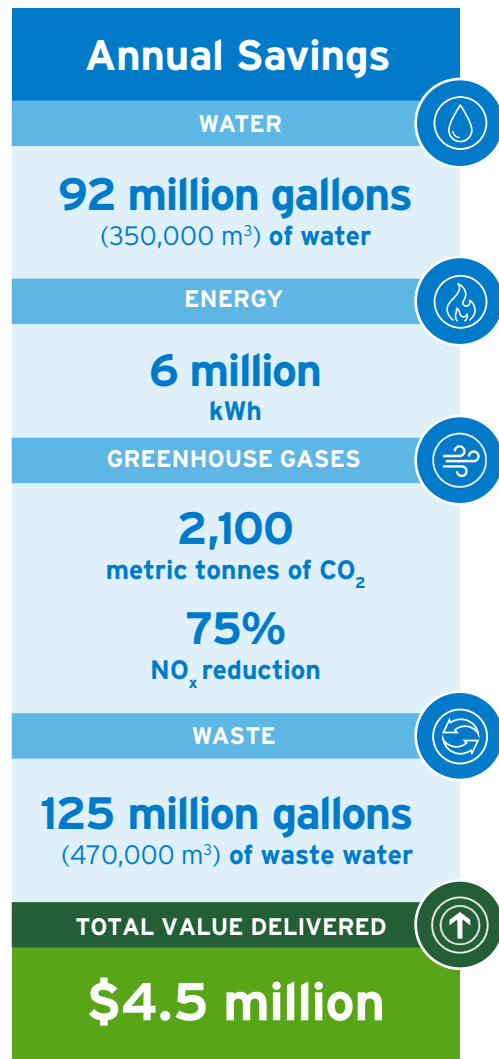 Annual Savings
WATER
92 million gallons
(350,000 m³) of water
ENERGY
6 million
kWh
GREENHOUSE GASES
2,100
metric tonnes of CO₂
75%
NOₓ reduction
WASTE
125 million gallons
(470,000 m³) of waste water
TOTAL VALUE DELIVERED
$4.5 million